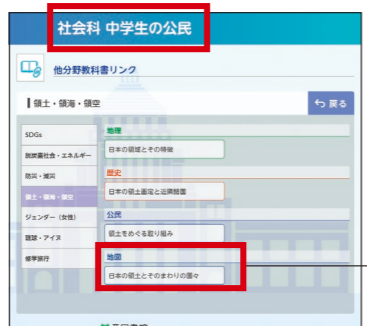 社会科 中学生の公民
他分野教科書リンク
領土・領海・領空
戻る
SDGs
脱炭素社会・エネルギー
防災・減災
領土・領海・領空
ジェンダー（女性）
琉球・アイヌ
修学旅行
地理
日本の領域とその特徴
歴史
日本の領土画定と近隣諸国
公民
領土をめぐる取り組み
地図
日本の領土とそのまわりの国々